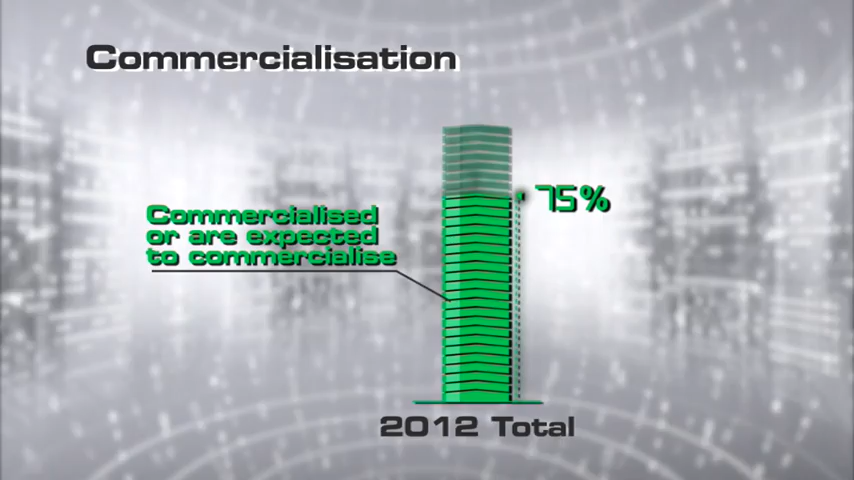 Commercialisation
75%
Commercialised
or are expected
to commercialise
2012 Total